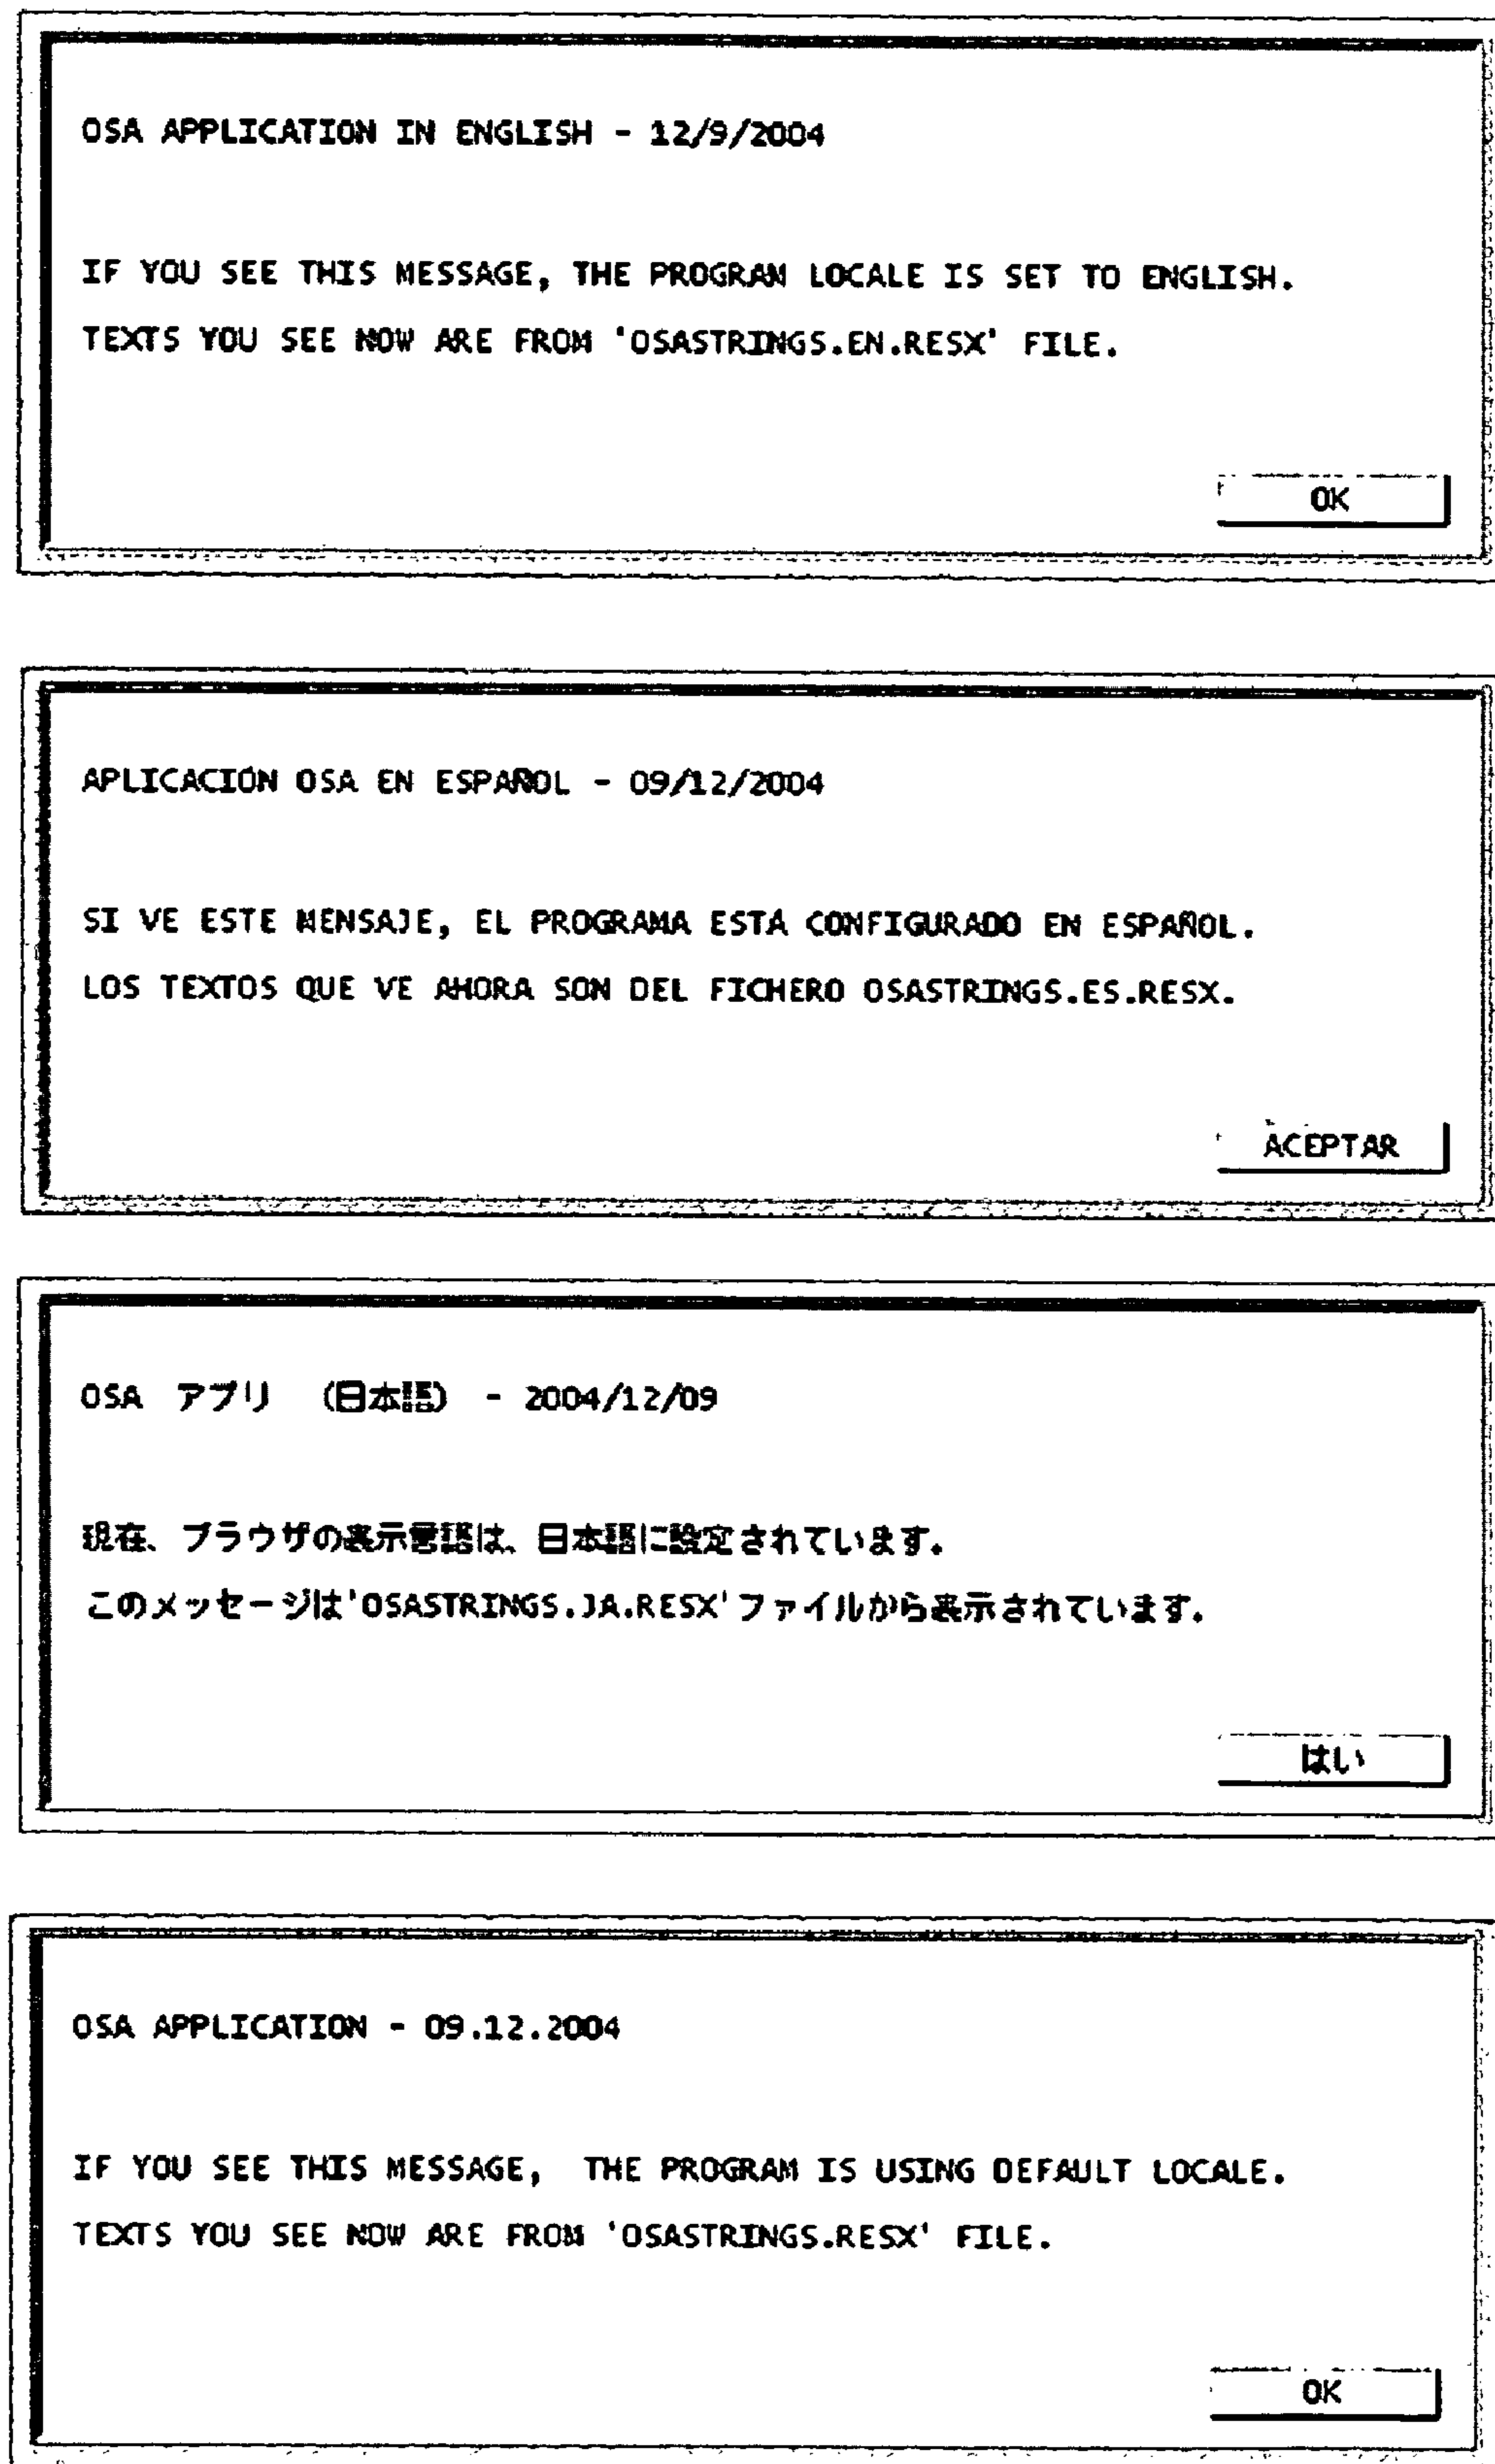 OSA APPLICATION IN ENGLISH - 12/9/2004
IF YOU SEE THIS MESSAGE, THE PROGRAM LOCALE IS SET TO ENGLISH.
TEXTS YOU SEE NOW ARE FROM 'OSASTRINGS.EN.RESX' FILE.
OK
APLICACIÓN OSA EN ESPAÑOL - 09/12/2004
SI VE ESTE MENSAJE, EL PROGRAMA ESTÁ CONFIGURADO EN ESPAÑOL.
LOS TEXTOS QUE VE AHORA SON DEL FICHERO OSASTRINGS.ES.RESX.
ACEPTAR
OSA アプリ (日本語) - 2004/12/09
現在、ブラウザの表示言語は、日本語に設定されています.
このメッセージは'OSASTRINGS.JA.RESX'ファイルから表示されています.
はい
OSA APPLICATION - 09.12.2004
IF YOU SEE THIS MESSAGE, THE PROGRAM IS USING DEFAULT LOCALE.
TEXTS YOU SEE NOW ARE FROM 'OSASTRINGS.RESX' FILE.
OK